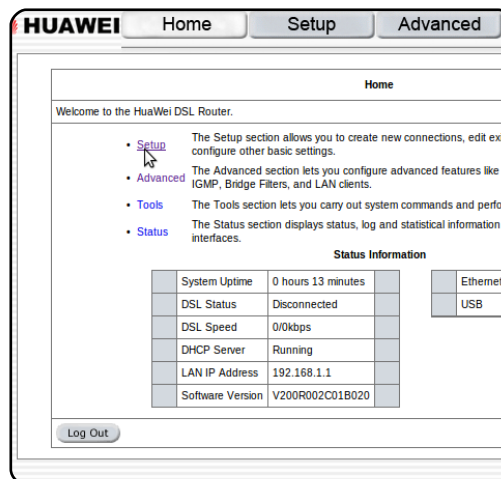 HUAWEI Home Setup Advanced
Home
Welcome to the HuaWei DSL Router.
• Setup The Setup section allows you to create new connections, edit
configure other basic settings.
• Advanced The Advanced section lets you configure advanced features like
IGMP, Bridge Filters, and LAN clients.
• Tools The Tools section lets you carry out system commands and
• Status The Status section displays status, log and statistical information
interfaces.
Status Information
System Uptime 0 hours 13 minutes Ethernet
DSL Status Disconnected USB
DSL Speed 0/0kbps
DHCP Server Running
LAN IP Address 192.168.1.1
Software Version V200R002C01B020
Log Out